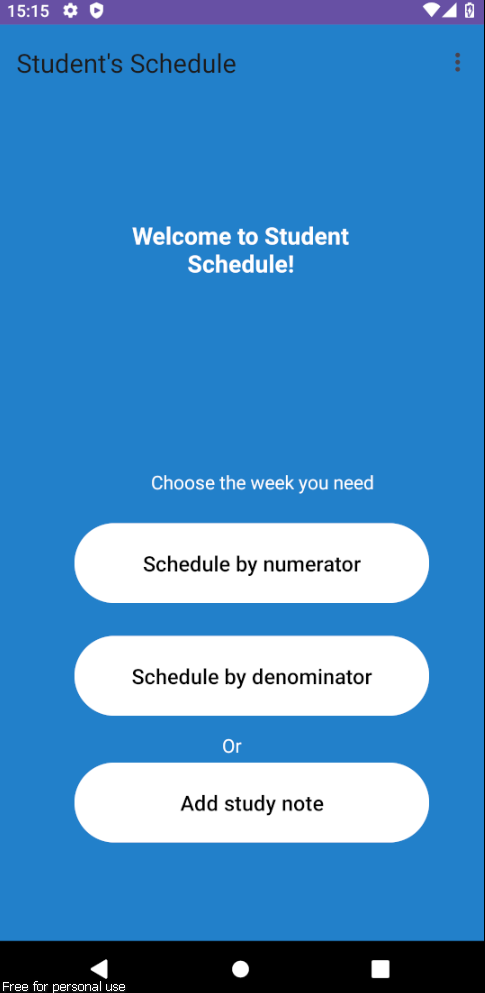 15:15
Student's Schedule
Welcome to Student
Schedule!
Choose the week you need
Schedule by numerator
Schedule by denominator
Or
Add study note
Free for personal use